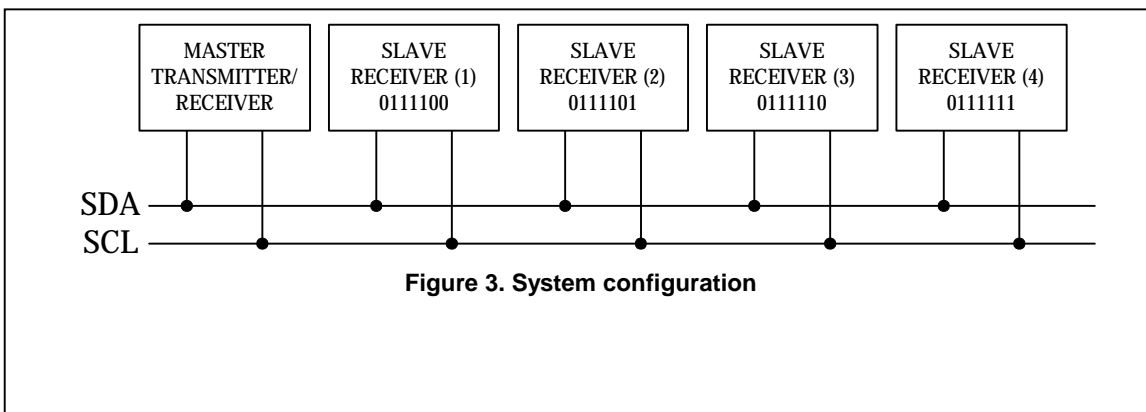 MASTER
TRANSMITTER/
RECEIVER
SLAVE
RECEIVER (1)
0111100
SLAVE
RECEIVER (2)
0111101
SLAVE
RECEIVER (3)
0111110
SLAVE
RECEIVER (4)
0111111
SDA
SCL
Figure 3. System configuration